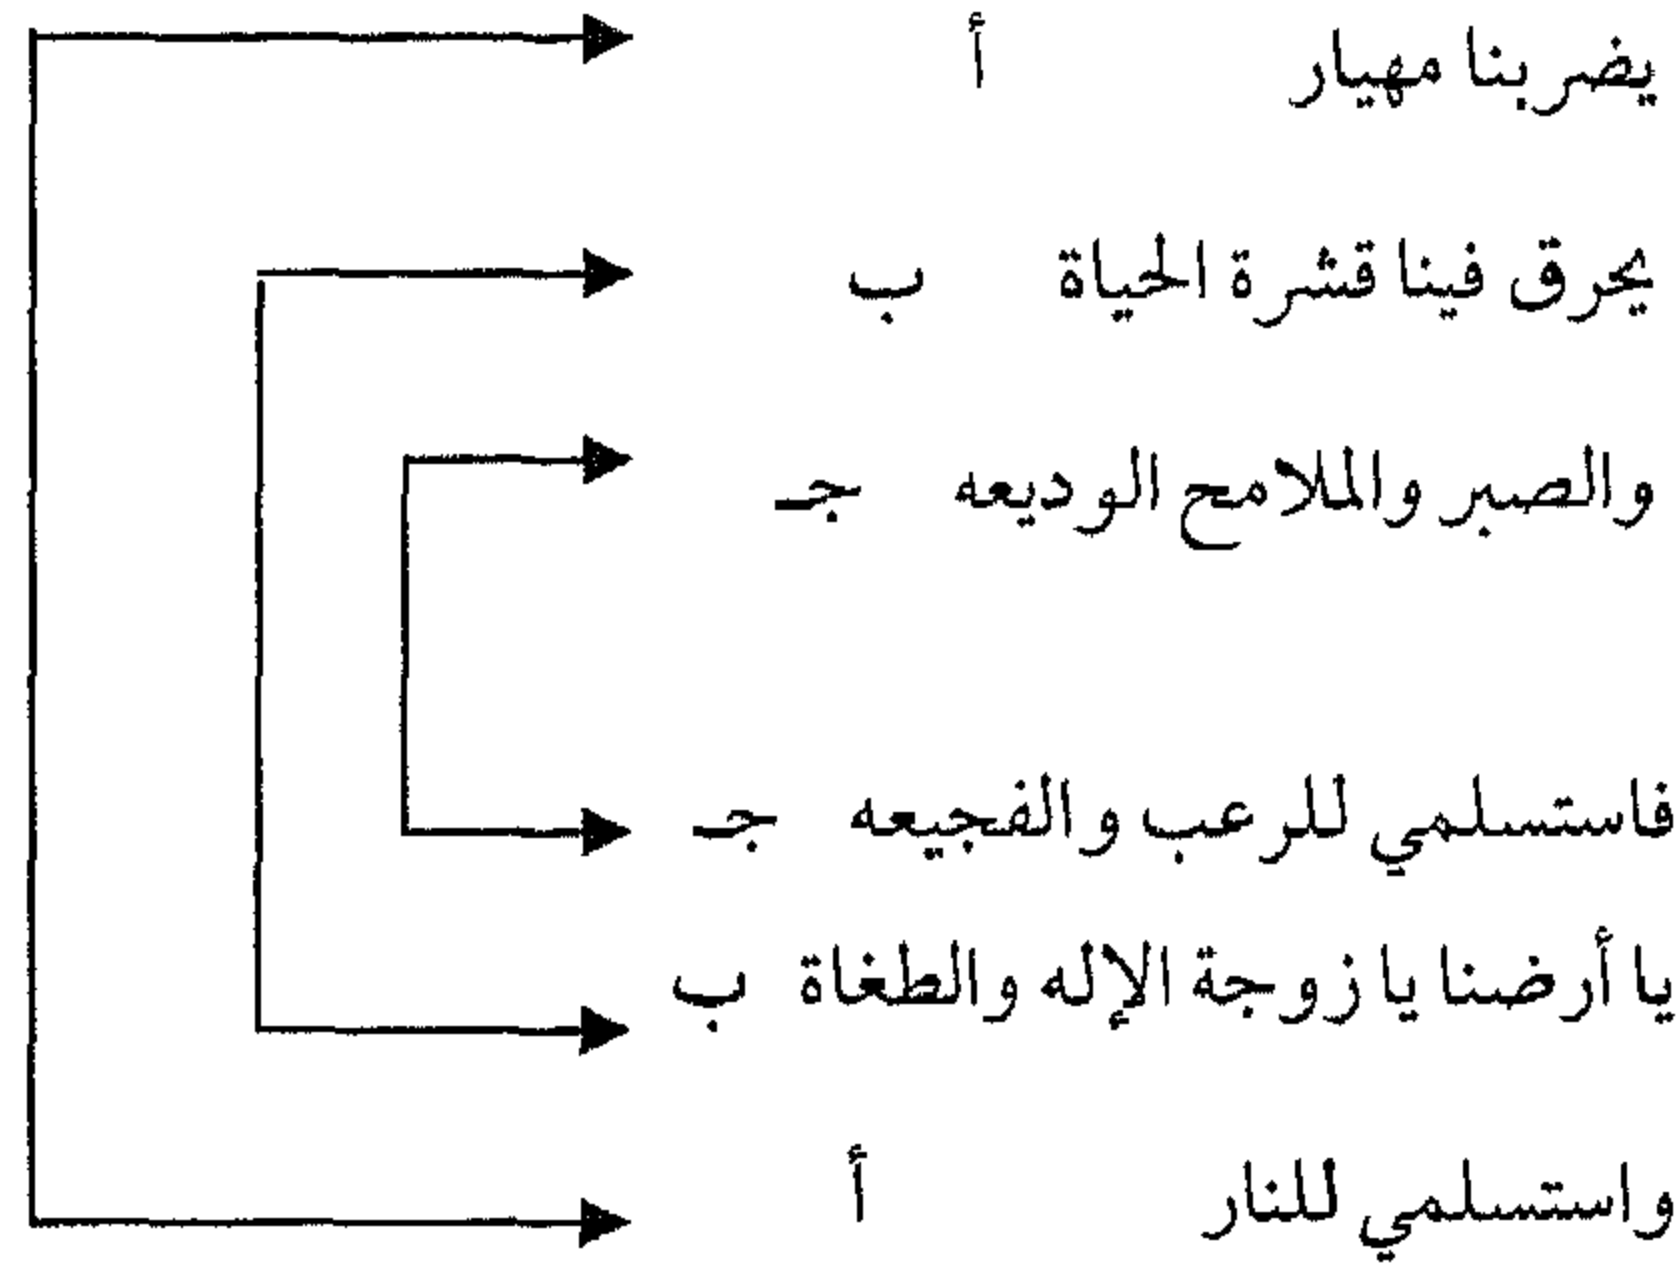 يضربنا مهيار أ
يحرق فينا قشرة الحياة ب
والصبر والملامح الوديعه جـ
فاستسلمي للرعب والفجيعه جـ
يا أرضنا يا زوجة الإله والطغاة ب
واستسلمي للنار أ